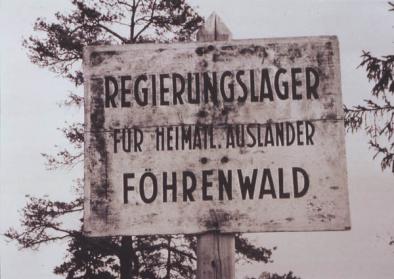 REGIERUNGSLAGER
FÜR HEIMATL. AUSLÄNDER
FÖHRENWALD